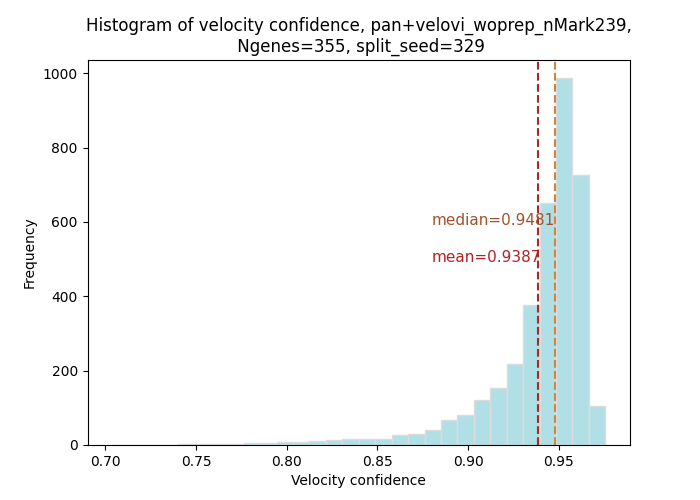 Histogram of velocity confidence, pan+velovi_woprep_nMark239,
Ngenes=355, split_seed=329
1000
800
600
400
200
0
Frequency
median=0.9481
mean=0.9387
0.70 0.75 0.80 0.85 0.90 0.95
Velocity confidence